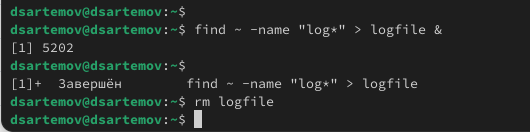 dsartemov@dsartemov:~$
dsartemov@dsartemov:~$ find ~ -name "log*" > logfile &
[1] 5202
dsartemov@dsartemov:~$
[1]+  Завершён        find ~ -name "log*" > logfile
dsartemov@dsartemov:~$ rm logfile
dsartemov@dsartemov:~$